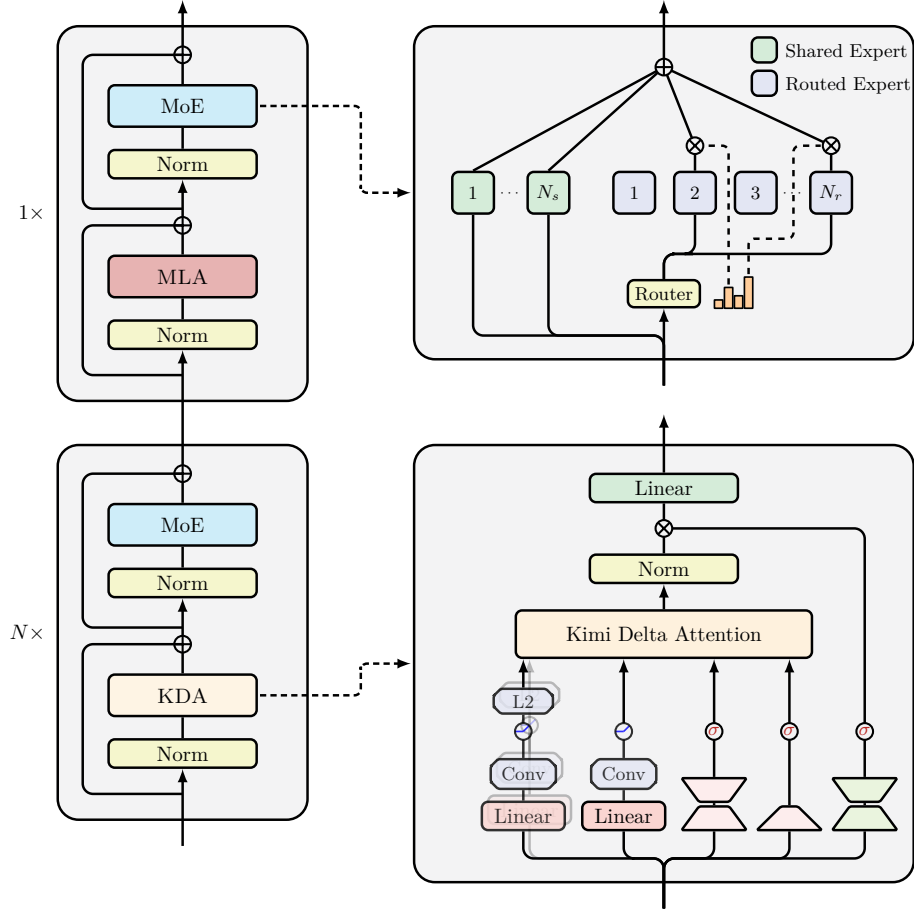 MoE
Norm
1×
MLA
Norm
MoE
Norm
N×
KDA
Norm
Shared Expert
Routed Expert
1 ··· N_s 1 2 3 ··· N_r
Router
Linear
Norm
Kimi Delta Attention
L2
σ σ σ
Conv Conv
Linear Linear